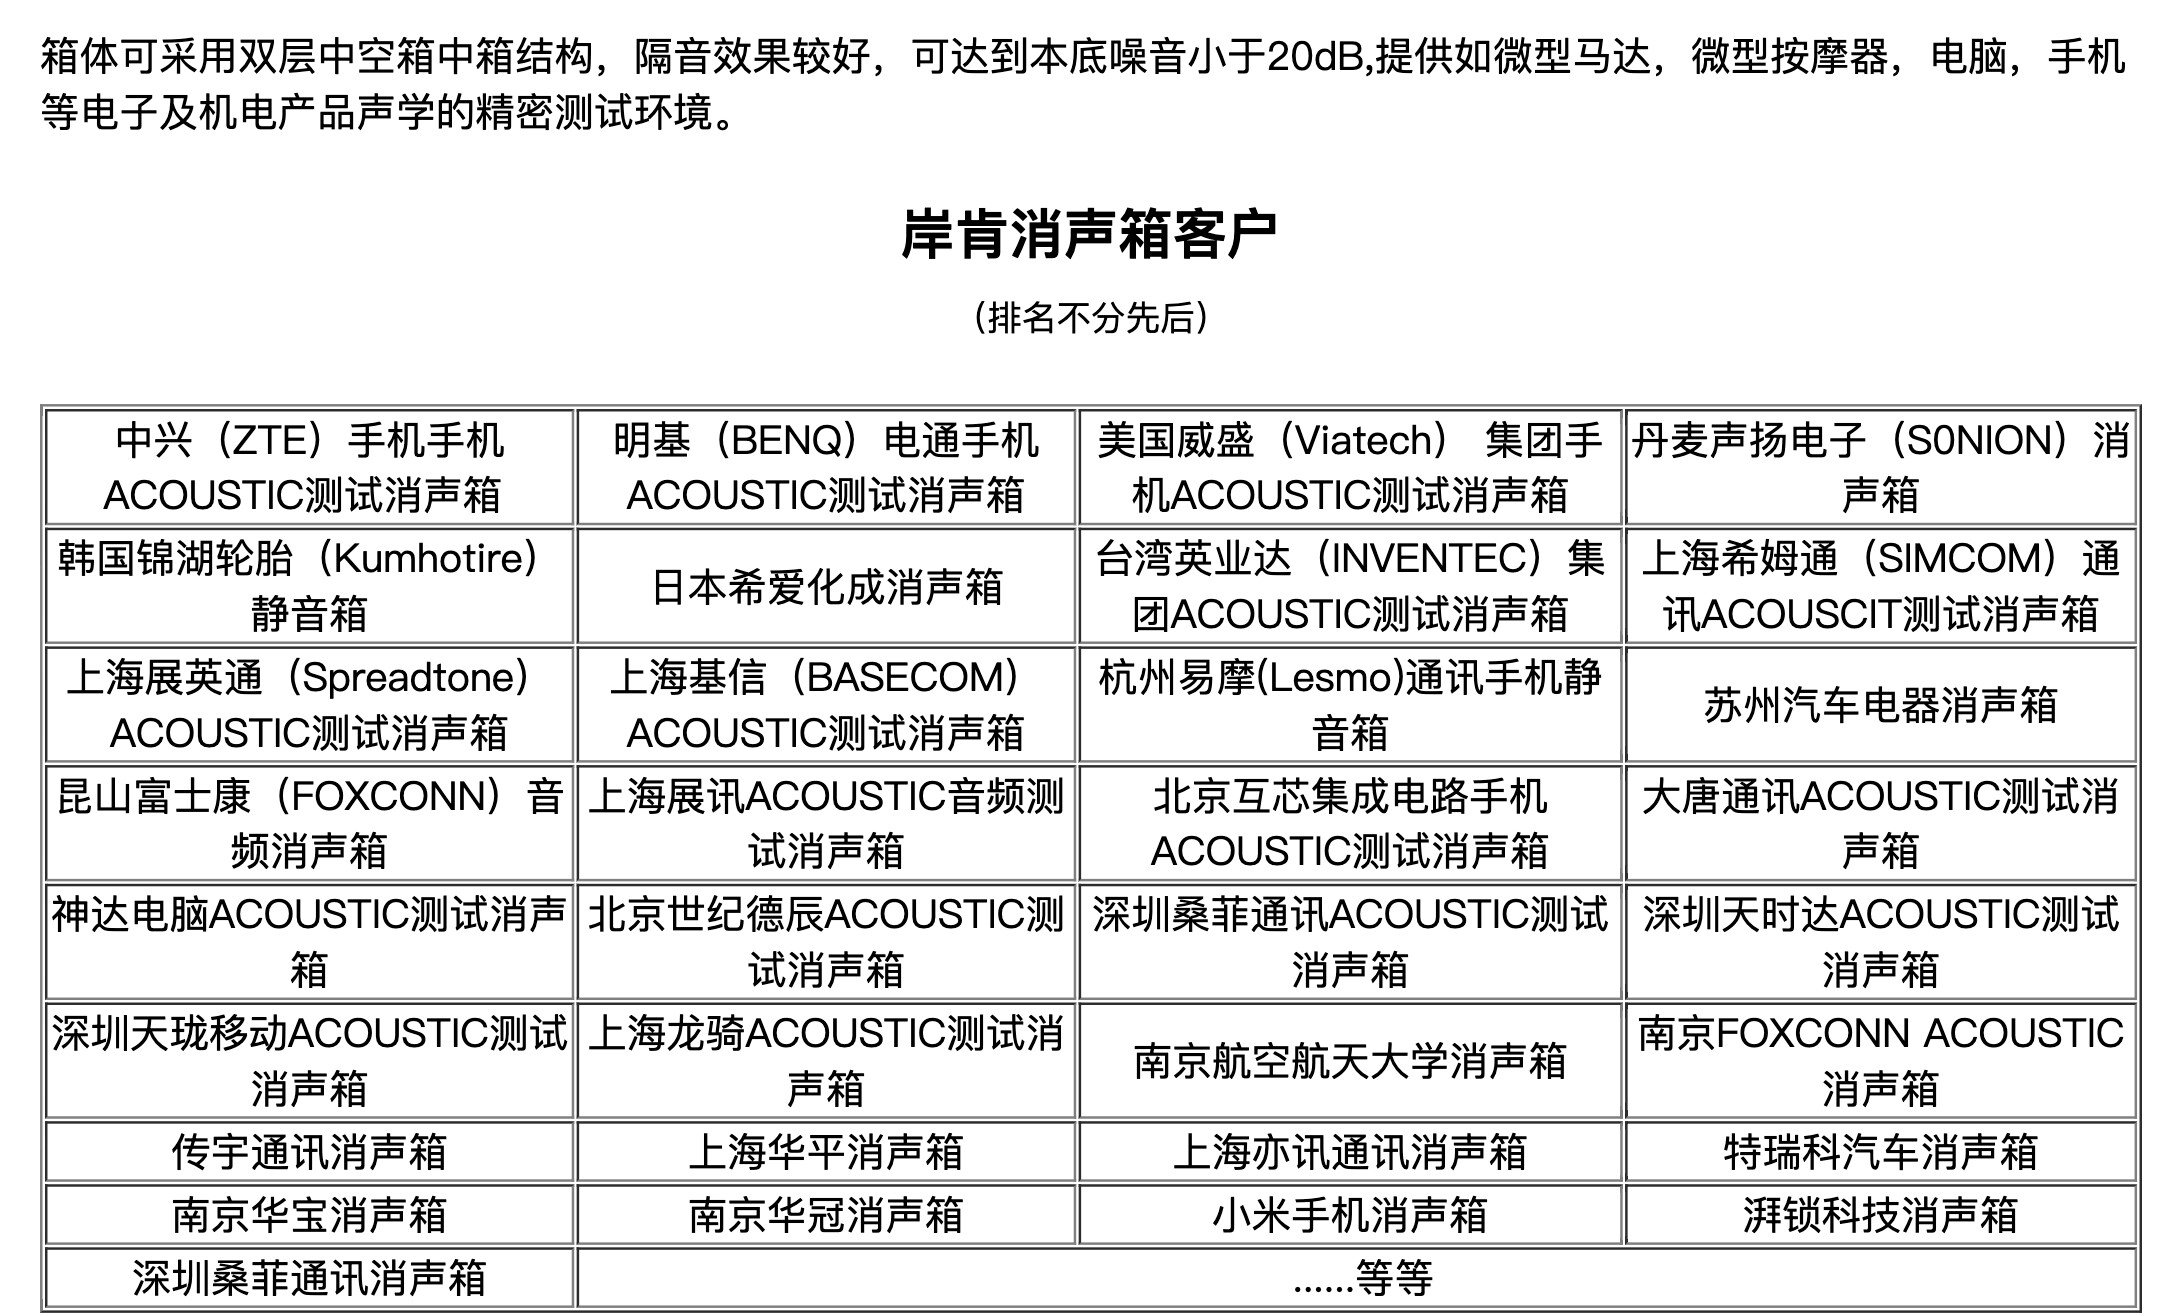 箱体可采用双层中空箱中箱结构，隔音效果较好，可达到本底噪音小于20dB,提供如微型马达，微型按摩器，电脑，手机
等电子及机电产品声学的精密测试环境。
岸肯消声箱客户
（排名不分先后）
中兴（ZTE）手机手机
ACOUSTIC测试消声箱
明基（BENQ）电通手机
ACOUSTIC测试消声箱
美国威盛（Viatech） 集团手
机ACOUSTIC测试消声箱
丹麦声扬电子（S0NION）消
声箱
韩国锦湖轮胎（Kumhotire）
静音箱
日本希爱化成消声箱
台湾英业达（INVENTEC）集
团ACOUSTIC测试消声箱
上海希姆通（SIMCOM）通
讯ACOUSCIT测试消声箱
上海展英通（Spreadtone）
ACOUSTIC测试消声箱
上海基信（BASECOM）
ACOUSTIC测试消声箱
杭州易摩(Lesmo)通讯手机静
音箱
苏州汽车电器消声箱
昆山富士康（FOXCONN）音
频消声箱
上海展讯ACOUSTIC音频测
试消声箱
北京互芯集成电路手机
ACOUSTIC测试消声箱
大唐通讯ACOUSTIC测试消
声箱
神达电脑ACOUSTIC测试消声
箱
北京世纪德辰ACOUSTIC测
试消声箱
深圳桑菲通讯ACOUSTIC测试
消声箱
深圳天时达ACOUSTIC测试
消声箱
深圳天珑移动ACOUSTIC测试
消声箱
上海龙骑ACOUSTIC测试消
声箱
南京航空航天大学消声箱
南京FOXCONN ACOUSTIC
消声箱
传宇通讯消声箱
上海华平消声箱
上海亦讯通讯消声箱
特瑞科汽车消声箱
南京华宝消声箱
南京华冠消声箱
小米手机消声箱
湃锁科技消声箱
深圳桑菲通讯消声箱
......等等